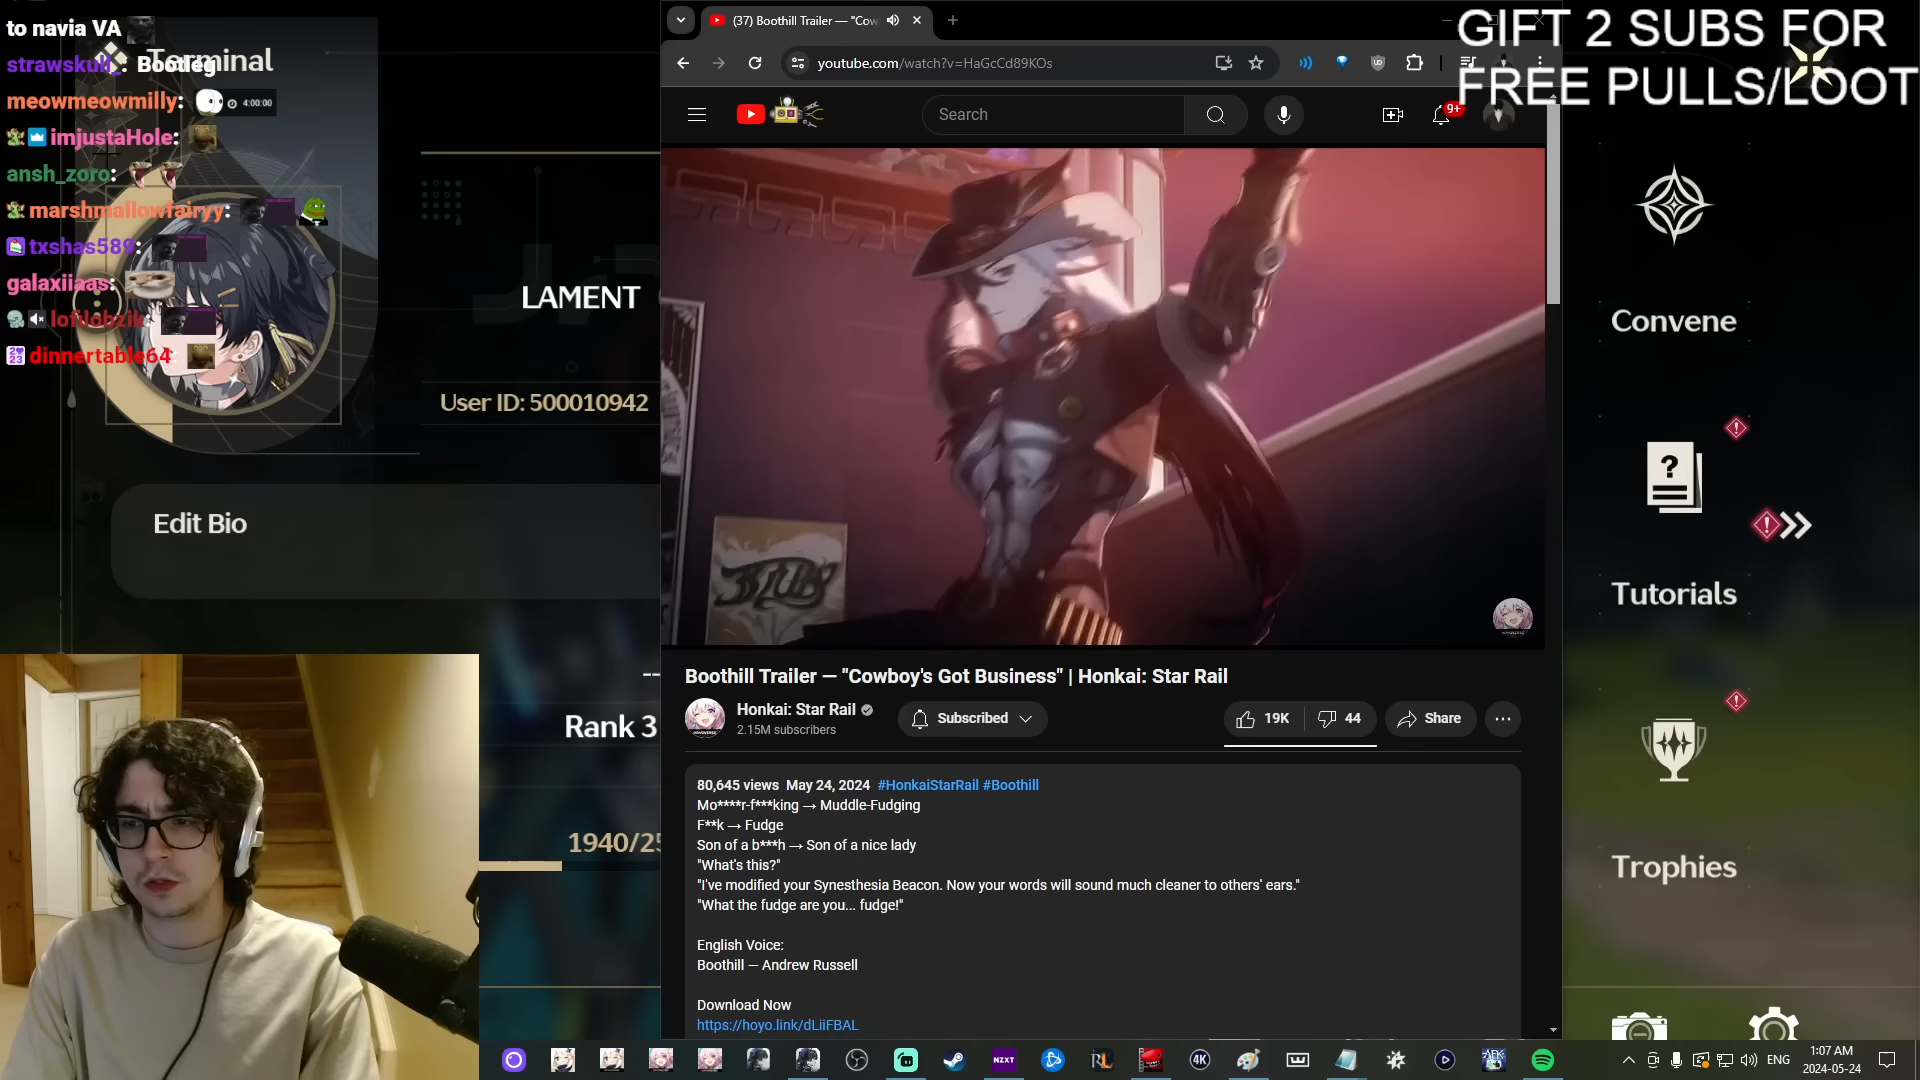 to navia VA
strawskull_: Bootleg
Terminal
meowmeowmilly: 4:00:00
imjustaHole:
ansh_zoro:
marshmallowfairyy:
txshas589:
galaxiiaas:
lofilobzik:
dinnertable64
LAMENT
User ID: 500010942
Edit Bio
Rank 3
1940/25
(37) Boothill Trailer — "Cow
youtube.com/watch?v=HaGcCd89KOs
Search
9+
Boothill Trailer — "Cowboy's Got Business" | Honkai: Star Rail
Honkai: Star Rail
2.15M subscribers
Subscribed
19K
44
Share
80,645 views May 24, 2024 #HonkaiStarRail #Boothill
Mo****r-f***king → Muddle-Fudging
F**k → Fudge
Son of a b***h → Son of a nice lady
"What's this?"
"I've modified your Synesthesia Beacon. Now your words will sound much cleaner to others' ears."
"What the fudge are you... fudge!"
English Voice:
Boothill — Andrew Russell
Download Now
https://hoyo.link/dLiiFBAL
GIFT 2 SUBS FOR
FREE PULLS/LOOT
Convene
Tutorials
Trophies
NZXT
4K
AFK
ENG
1:07 AM
2024-05-24